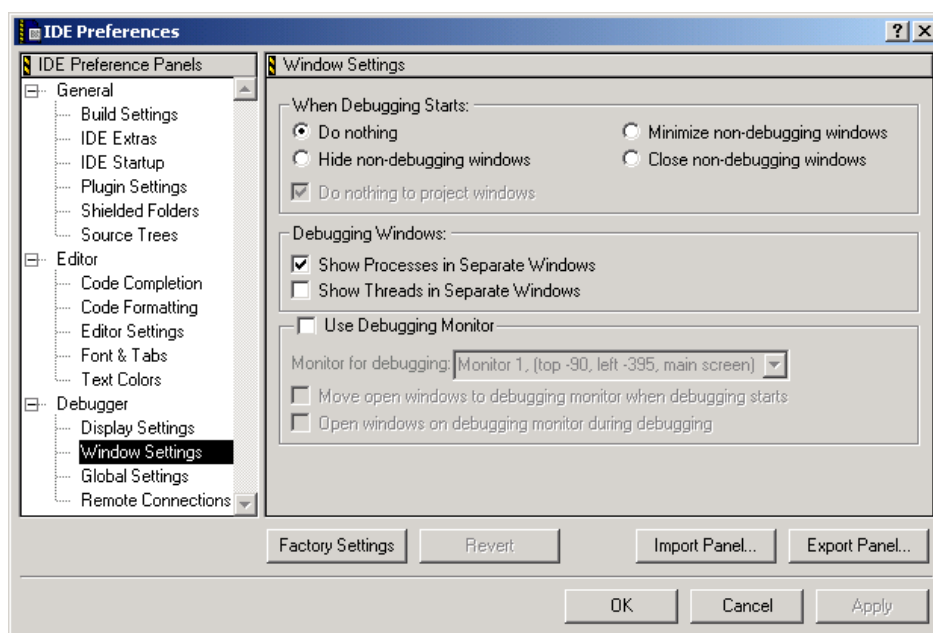 IDE Preferences
IDE Preference Panels
General
Build Settings
IDE Extras
IDE Startup
Plugin Settings
Shielded Folders
Source Trees
Editor
Code Completion
Code Formatting
Editor Settings
Font & Tabs
Text Colors
Debugger
Display Settings
Window Settings
Global Settings
Remote Connections
Window Settings
When Debugging Starts:
Do nothing
Minimize non-debugging windows
Hide non-debugging windows
Close non-debugging windows
Do nothing to project windows
Debugging Windows:
Show Processes in Separate Windows
Show Threads in Separate Windows
Use Debugging Monitor
Monitor for debugging: Monitor 1, (top -90, left -395, main screen)
Move open windows to debugging monitor when debugging starts
Open windows on debugging monitor during debugging
Factory Settings
Revert
Import Panel...
Export Panel...
OK
Cancel
Apply